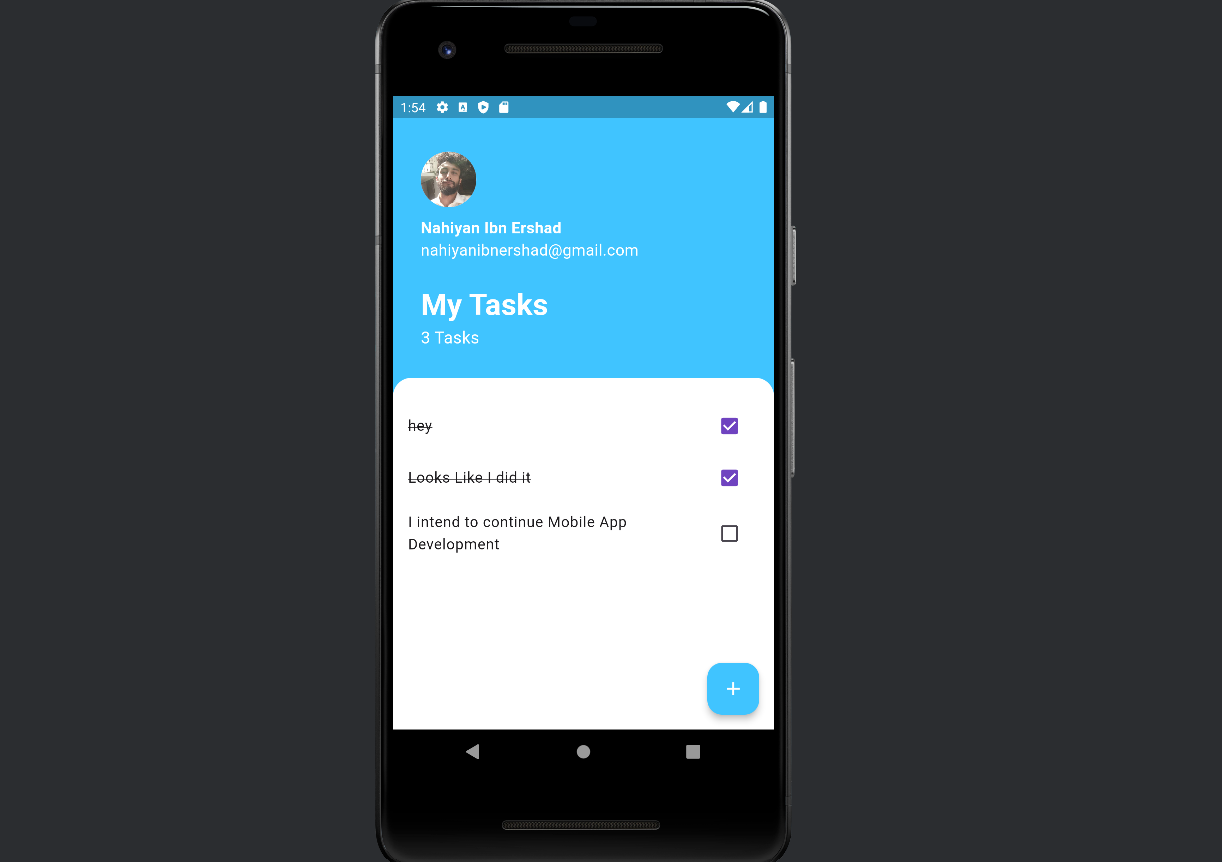 1:54
Nahiyan Ibn Ershad
nahiyanibnershad@gmail.com
My Tasks
3 Tasks
hey
Looks Like I did it
I intend to continue Mobile App
Development